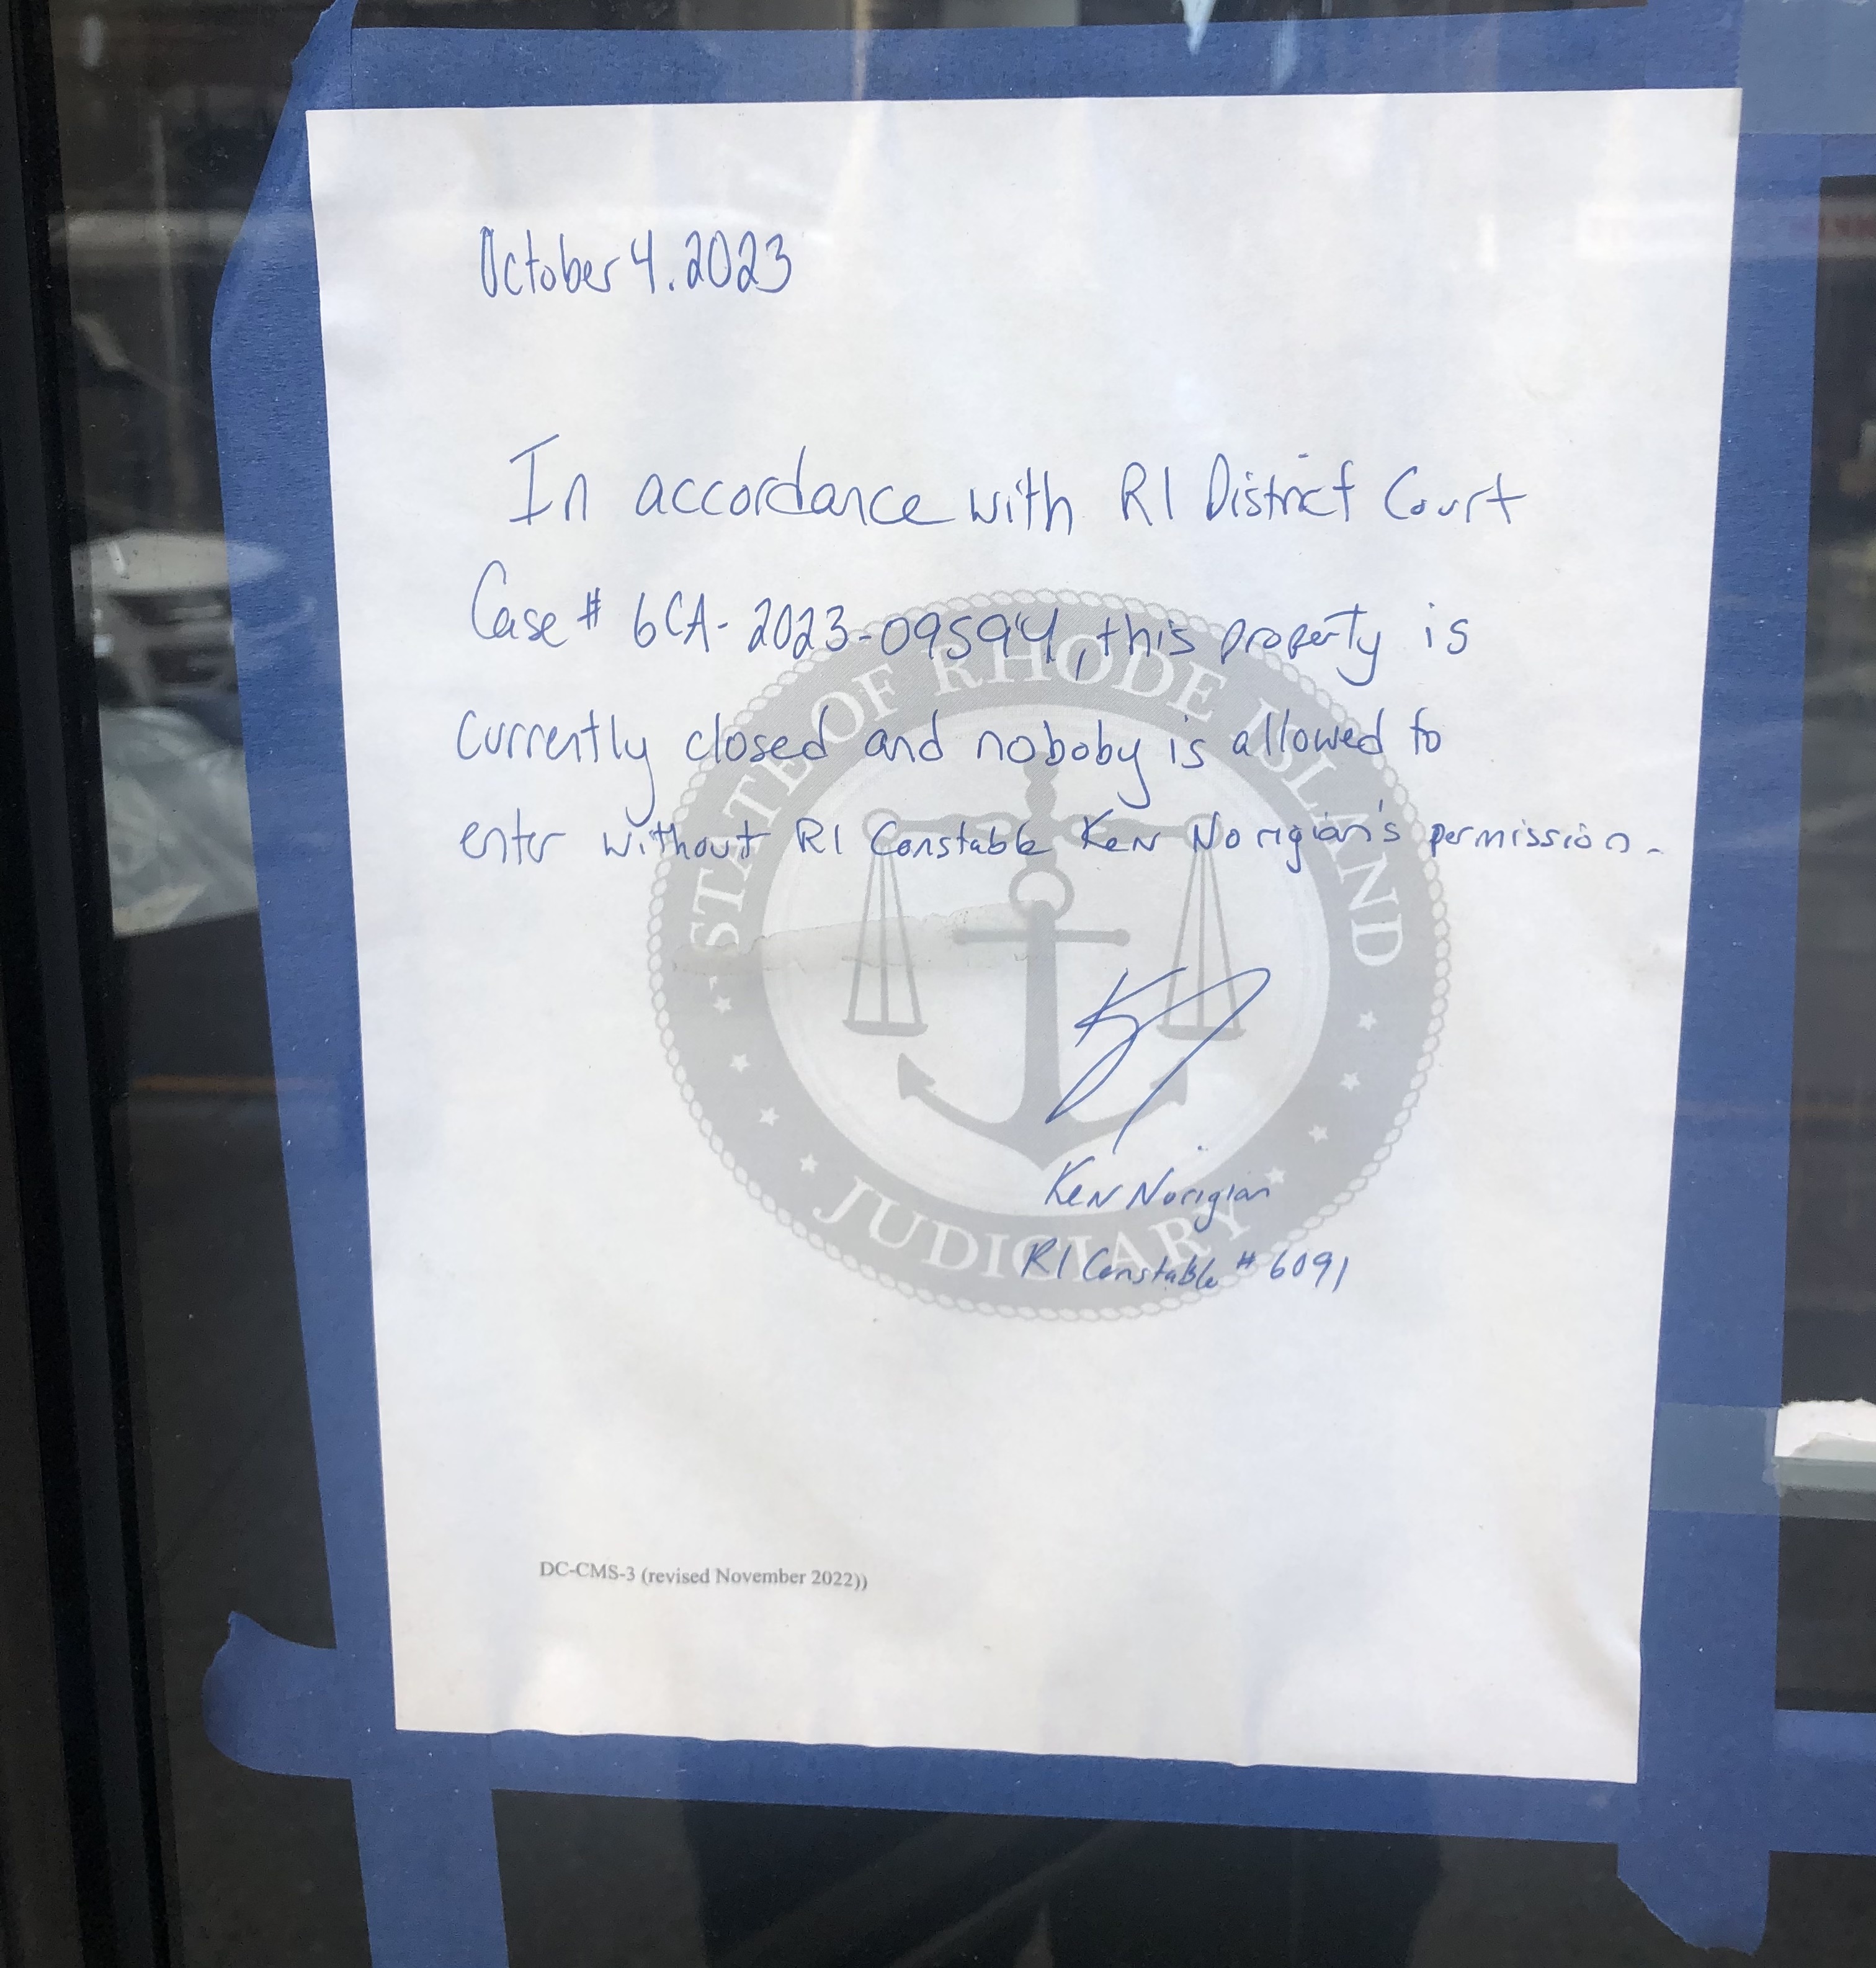 October 4. 2023
In accordance with RI District Court
Case # 6CA-2023-09594, this property is
currently closed and noboby is allowed to
enter without RI Constable Ken Norigian's permission.
STATE OF RHODE ISLAND
JUDICIARY
Ken Norigian
RI Constable # 6091
DC-CMS-3 (revised November 2022))